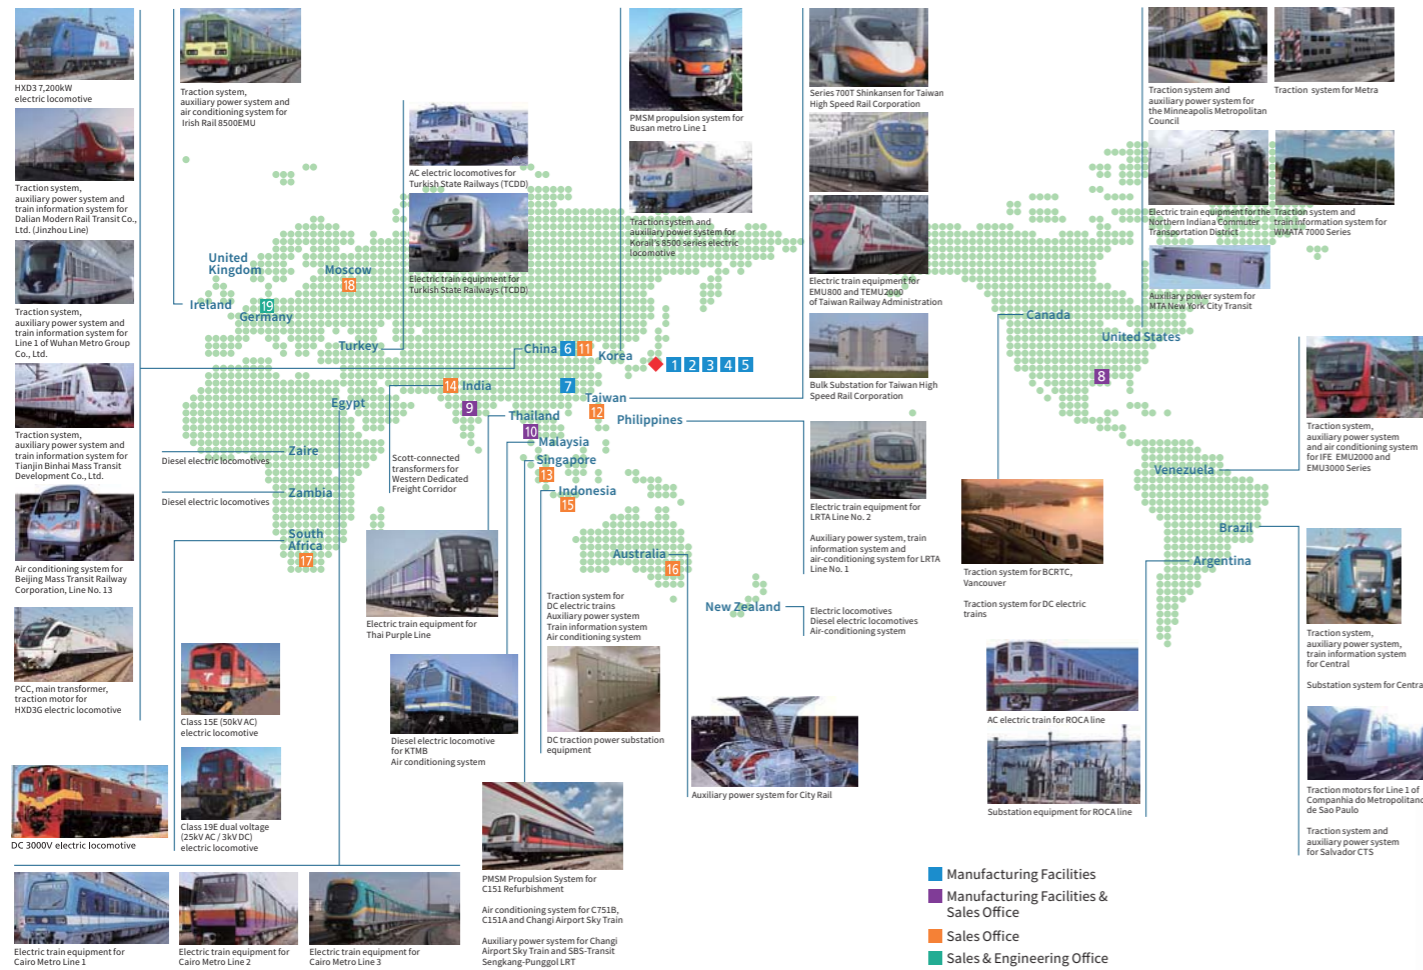 HXD3 7,200kW
electric locomotive
Traction system,
auxiliary power system and
train information system for
Dalian Modern Rail Transit Co.,
Ltd. (Jinzhou Line)
Traction system,
auxiliary power system and
train information system for
Line 1 of Wuhan Metro Group
Co., Ltd.
Traction system,
auxiliary power system and
train information system for
Tianjin Binhai Mass Transit
Development Co., Ltd.
Air conditioning system for
Beijing Mass Transit Railway
Corporation, Line No. 13
PCC, main transformer,
traction motor for
HXD3G electric locomotive
Traction system,
auxiliary power system and
air conditioning system for
Irish Rail 8500EMU
AC electric locomotives for
Turkish State Railways (TCDD)
Electric train equipment for
Turkish State Railways (TCDD)
PMSM propulsion system for
Busan metro Line 1
Traction system and
auxiliary power system for
Korail's 8500 series electric
locomotive
Series 700T Shinkansen for Taiwan
High Speed Rail Corporation
Electric train equipment for
EMU800 and TEMU2000
of Taiwan Railway Administration
Bulk Substation for Taiwan High
Speed Rail Corporation
Traction system and
auxiliary power system for
the Minneapolis Metropolitan
Council
Traction system for Metra
Electric train equipment for the
Northern Indiana Commuter
Transportation District
Traction system and
train information system for
WMATA 7000 Series
Auxiliary power system for
MTA New York City Transit
United
Kingdom
Ireland
19
Germany
Moscow
18
Turkey
China 6 11
Korea
1 2 3 4 5
14 India
7
9
Taiwan
12
Egypt
Thailand
10
Philippines
Malaysia
Singapore
13
Indonesia
15
Zaire
Diesel electric locomotives
Zambia
Diesel electric locomotives
South
Africa
17
Australia
16
New Zealand
Canada
United States
8
Venezuela
Brazil
Argentina
Scott-connected
transformers for
Western Dedicated
Freight Corridor
Electric train equipment for
Thai Purple Line
Diesel electric locomotive
for KTMB
Air conditioning system
Traction system for
DC electric trains
Auxiliary power system
Train information system
Air conditioning system
DC traction power substation
equipment
Electric train equipment for
LRTA Line No. 2
Auxiliary power system, train
information system and
air-conditioning system for LRTA
Line No. 1
Electric locomotives
Diesel electric locomotives
Air-conditioning system
Auxiliary power system for City Rail
Traction system for BCRTC,
Vancouver
Traction system for DC electric
trains
Traction system,
auxiliary power system
and air conditioning system
for IFE EMU2000 and
EMU3000 Series
Traction system,
auxiliary power system,
train information system
for Central
Substation system for Centra
Traction motors for Line 1 of
Companhia do Metropolitano
de Sao Paulo
Traction system and
auxiliary power system
for Salvador CTS
AC electric train for ROCA line
Substation equipment for ROCA line
Class 15E (50kV AC)
electric locomotive
Class 19E dual voltage
(25kV AC / 3kV DC)
electric locomotive
DC 3000V electric locomotive
Electric train equipment for
Cairo Metro Line 1
Electric train equipment for
Cairo Metro Line 2
Electric train equipment for
Cairo Metro Line 3
PMSM Propulsion System for
C151 Refurbishment
Air conditioning system for C751B,
C151A and Changi Airport Sky Train
Auxiliary power system for Changi
Airport Sky Train and SBS-Transit
Sengkang-Punggol LRT
Manufacturing Facilities
Manufacturing Facilities &
Sales Office
Sales Office
Sales & Engineering Office